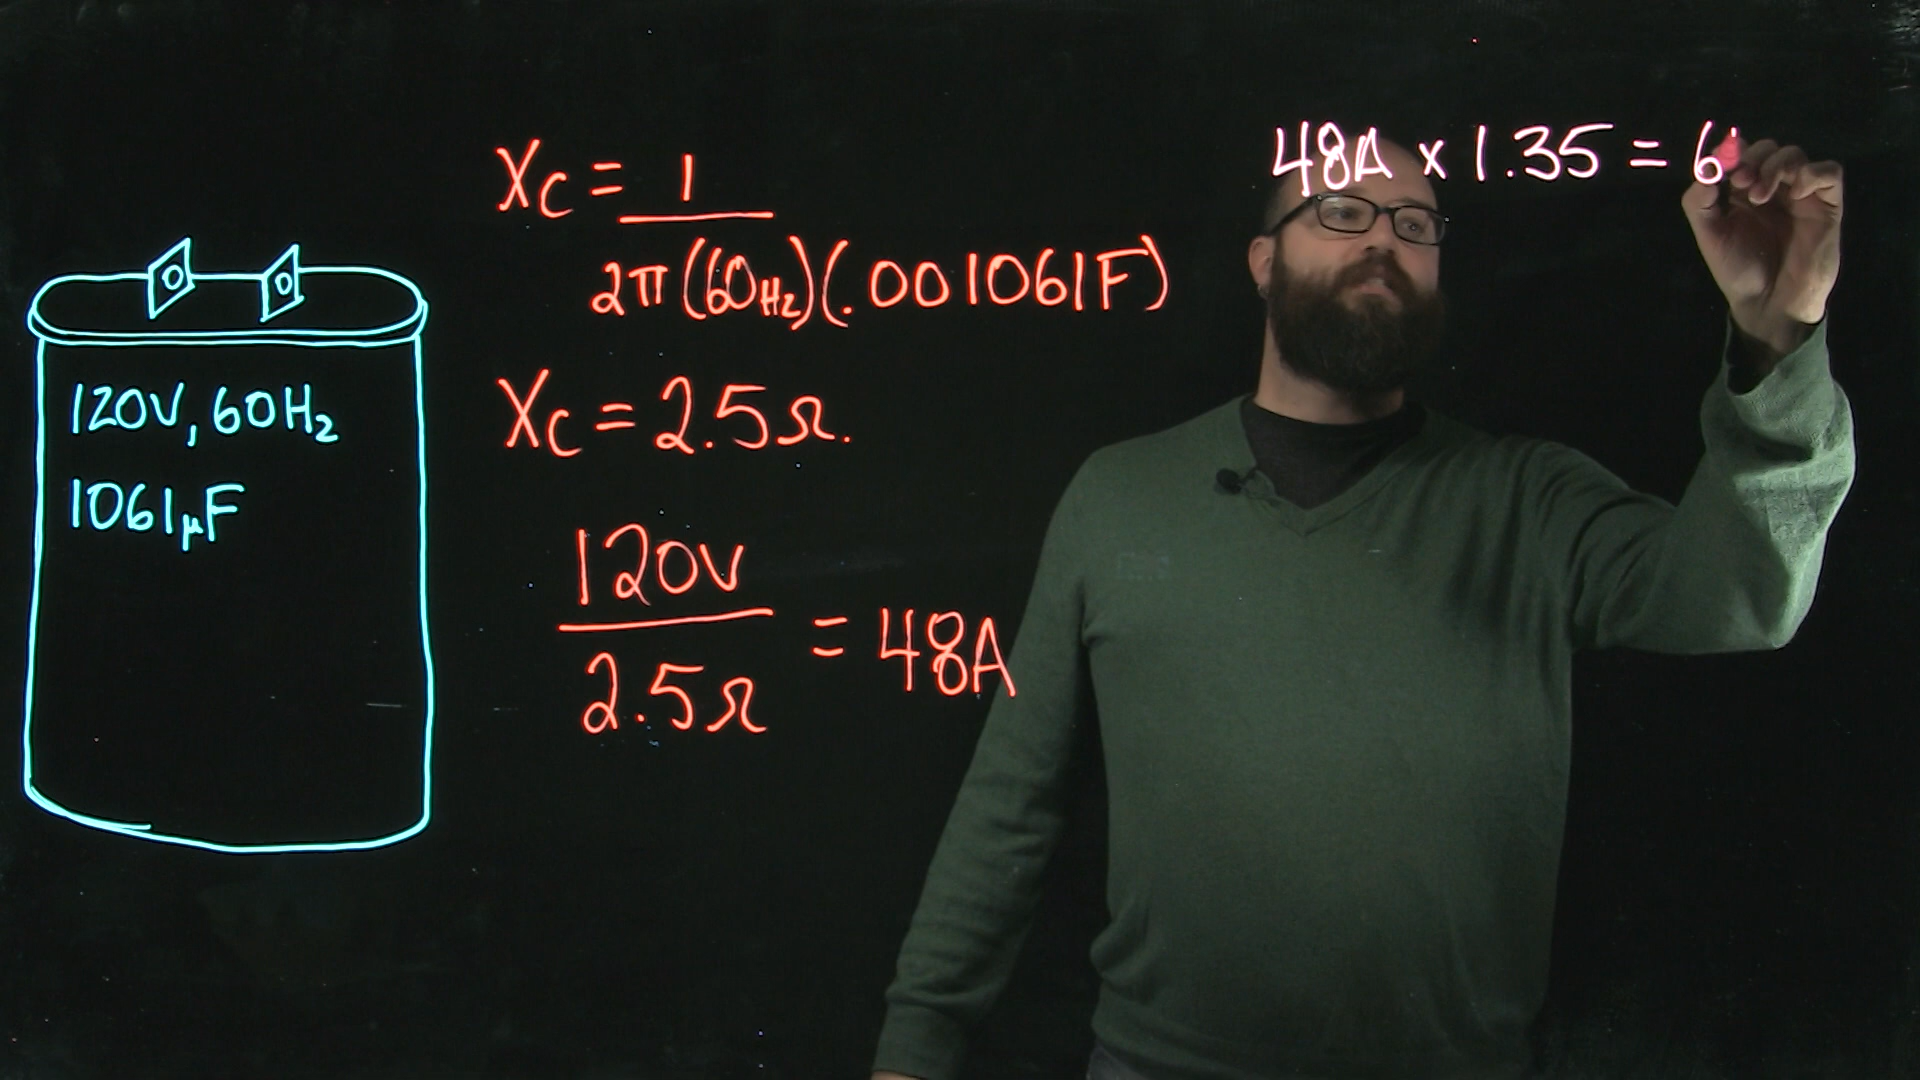 120V, 60Hz
1061µF
Xc = 1
2π(60Hz)(.001061F)
Xc = 2.5Ω.
120V
2.5Ω
= 48A
48A x 1.35 = 6